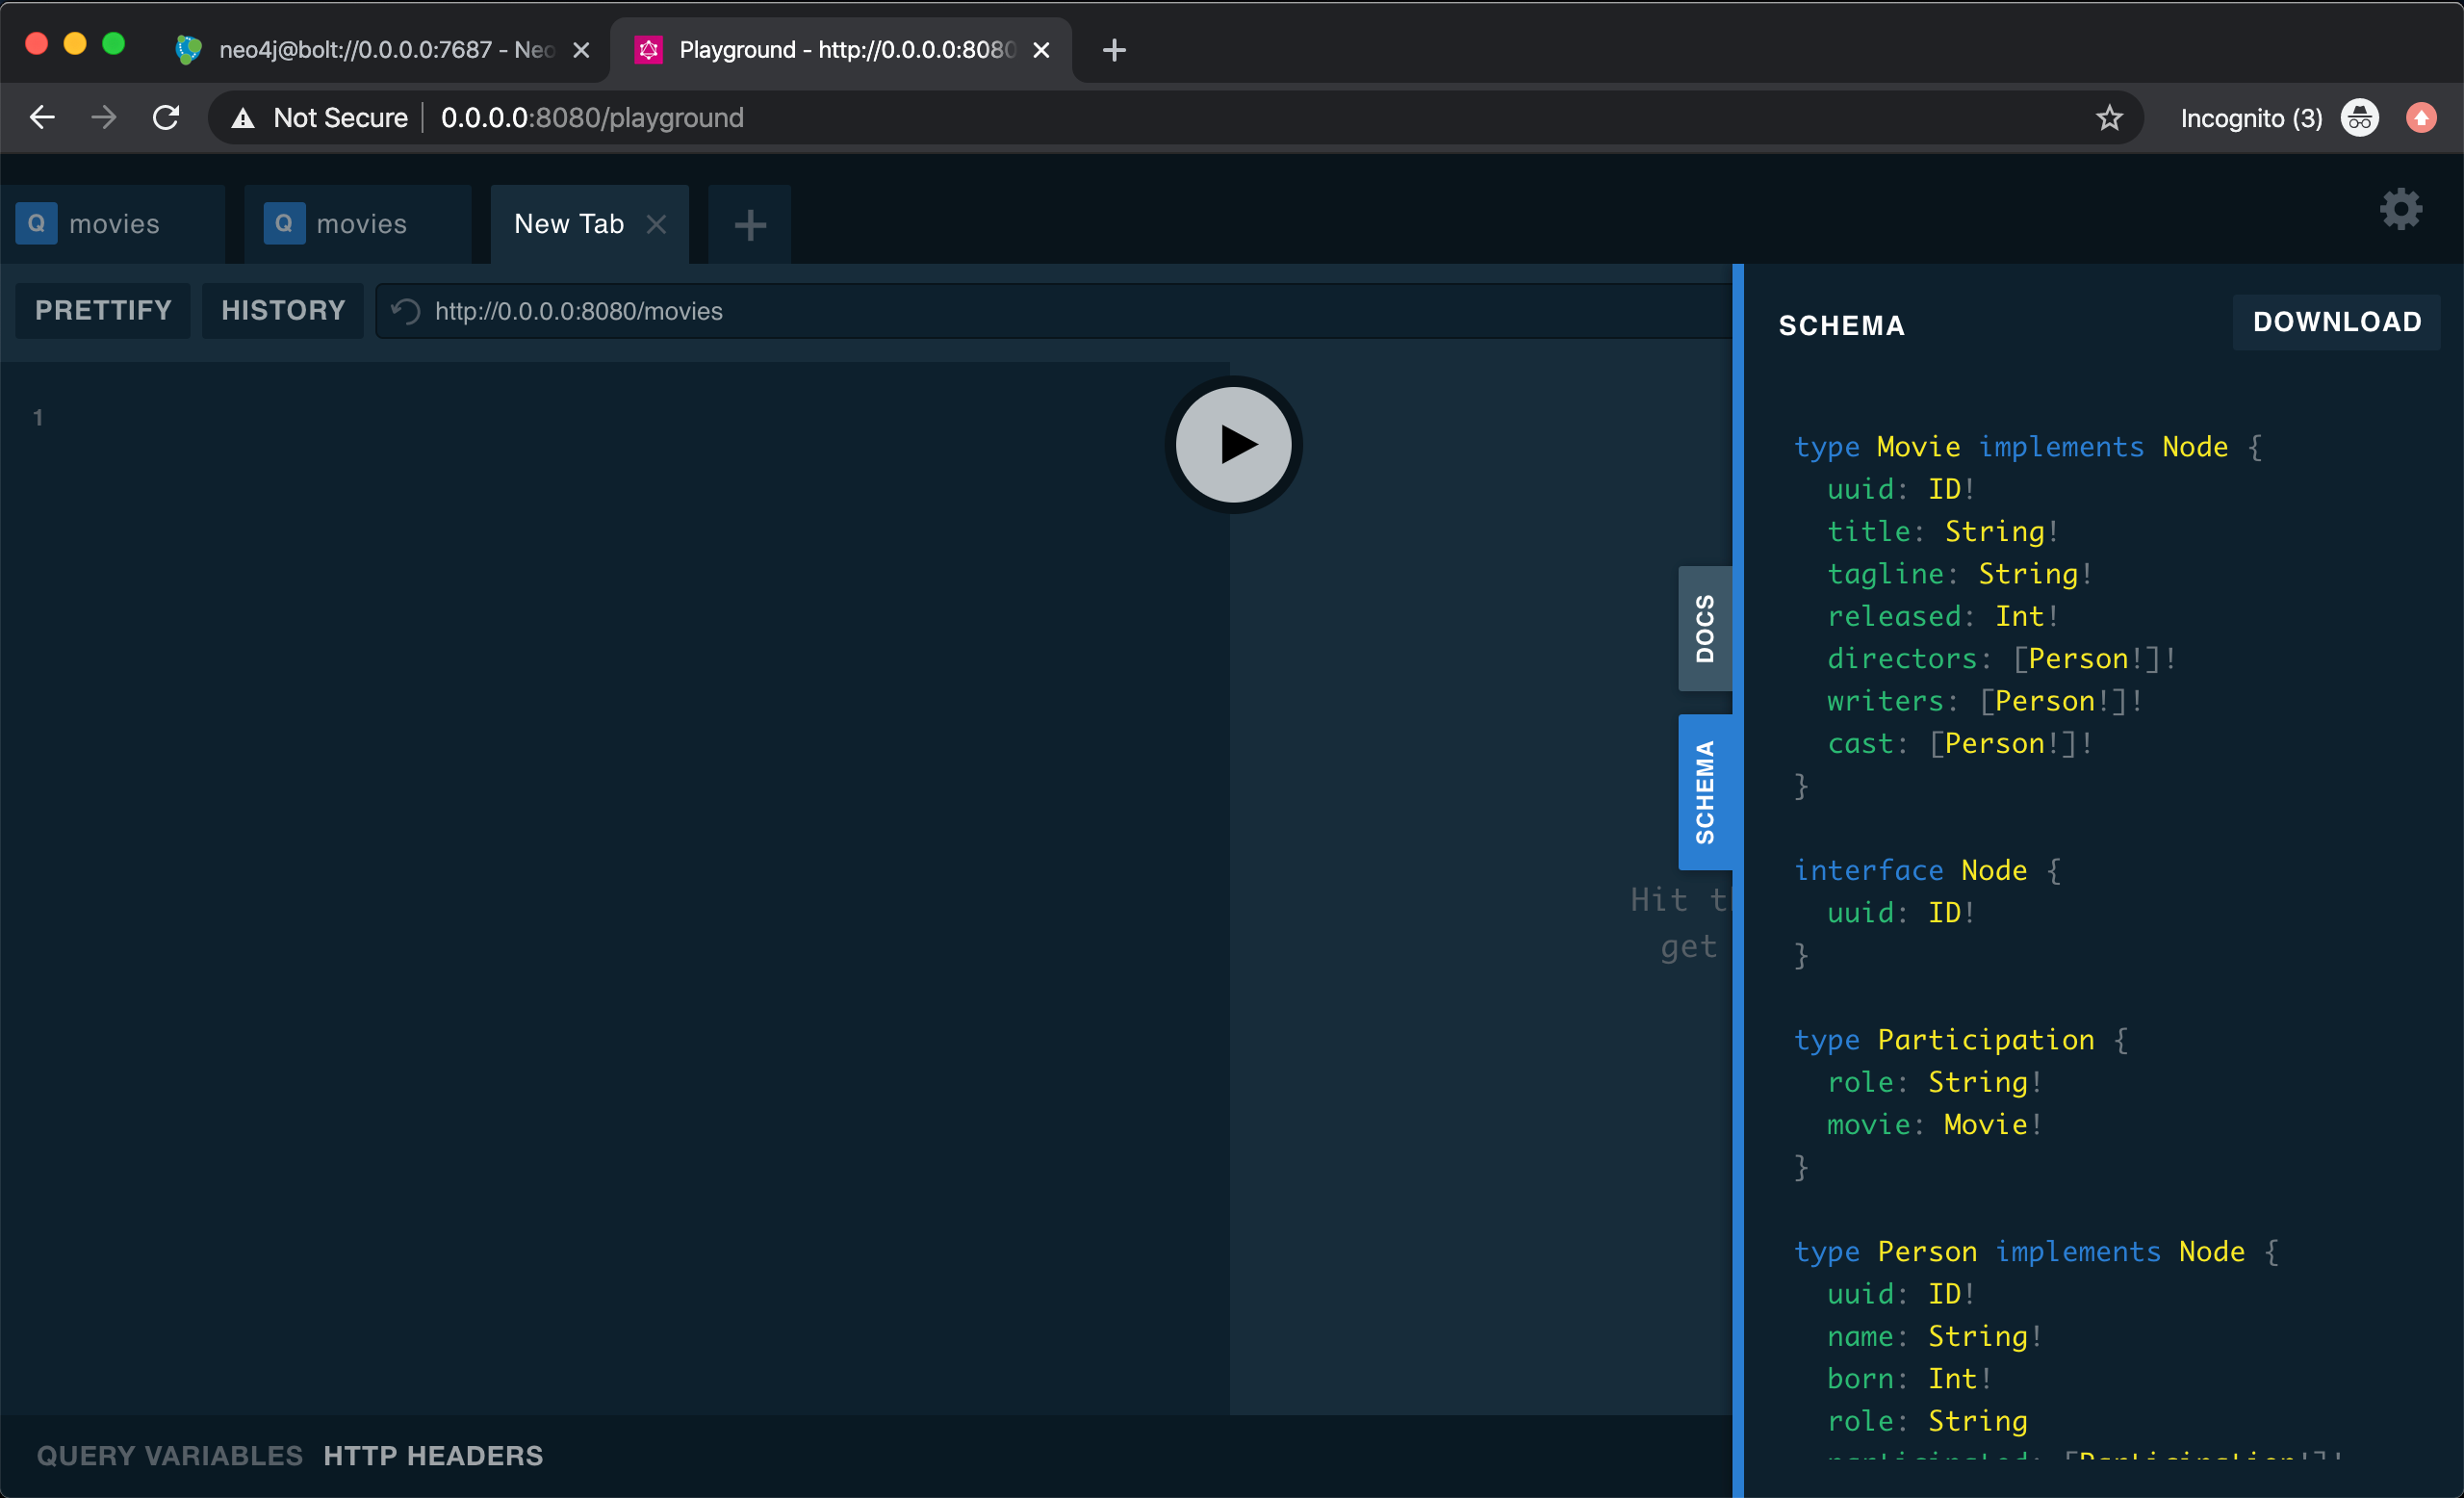 neo4j@bolt://0.0.0.0:7687 - Neo
Playground - http://0.0.0.0:8080
Not Secure
0.0.0.0:8080/playground
Incognito (3)
Q movies
Q movies
New Tab
PRETTIFY
HISTORY
http://0.0.0.0:8080/movies
1
Hit th
get
QUERY VARIABLES
HTTP HEADERS
DOCS
SCHEMA
SCHEMA
DOWNLOAD
type Movie implements Node {
  uuid: ID!
  title: String!
  tagline: String!
  released: Int!
  directors: [Person!]!
  writers: [Person!]!
  cast: [Person!]!
}
interface Node {
  uuid: ID!
}
type Participation {
  role: String!
  movie: Movie!
}
type Person implements Node {
  uuid: ID!
  name: String!
  born: Int!
  role: String
  participated: [Participation!]!